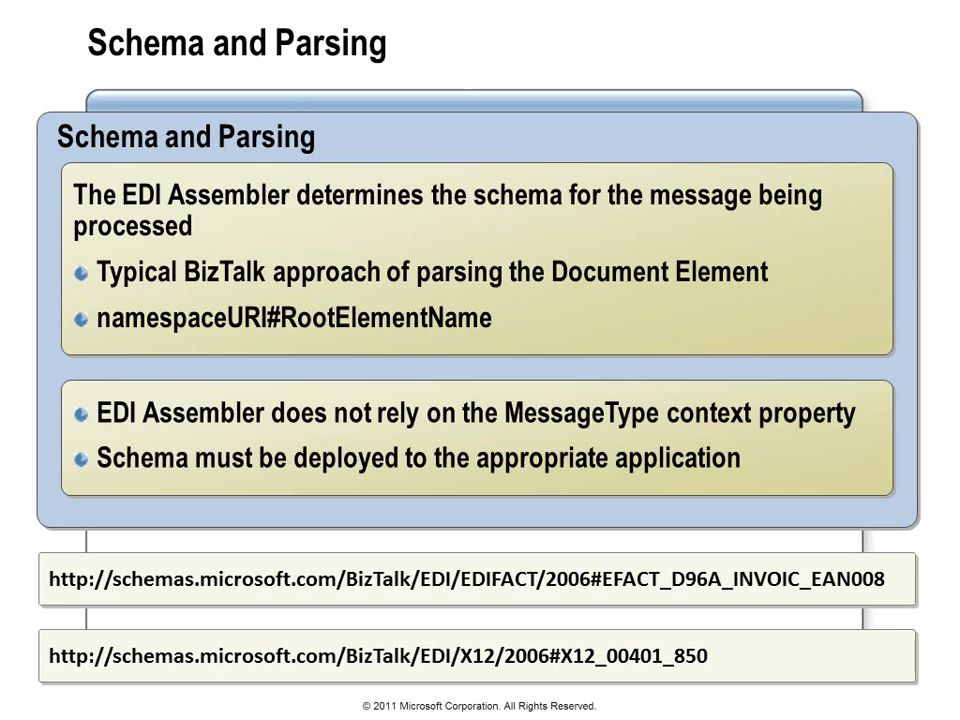 Schema and Parsing
Schema and Parsing
The EDI Assembler determines the schema for the message being
processed
Typical BizTalk approach of parsing the Document Element
namespaceURI#RootElementName
EDI Assembler does not rely on the MessageType context property
Schema must be deployed to the appropriate application
http://schemas.microsoft.com/BizTalk/EDI/EDIFACT/2006#EFACT_D96A_INVOIC_EAN008
http://schemas.microsoft.com/BizTalk/EDI/X12/2006#X12_00401_850
© 2011 Microsoft Corporation. All Rights Reserved.